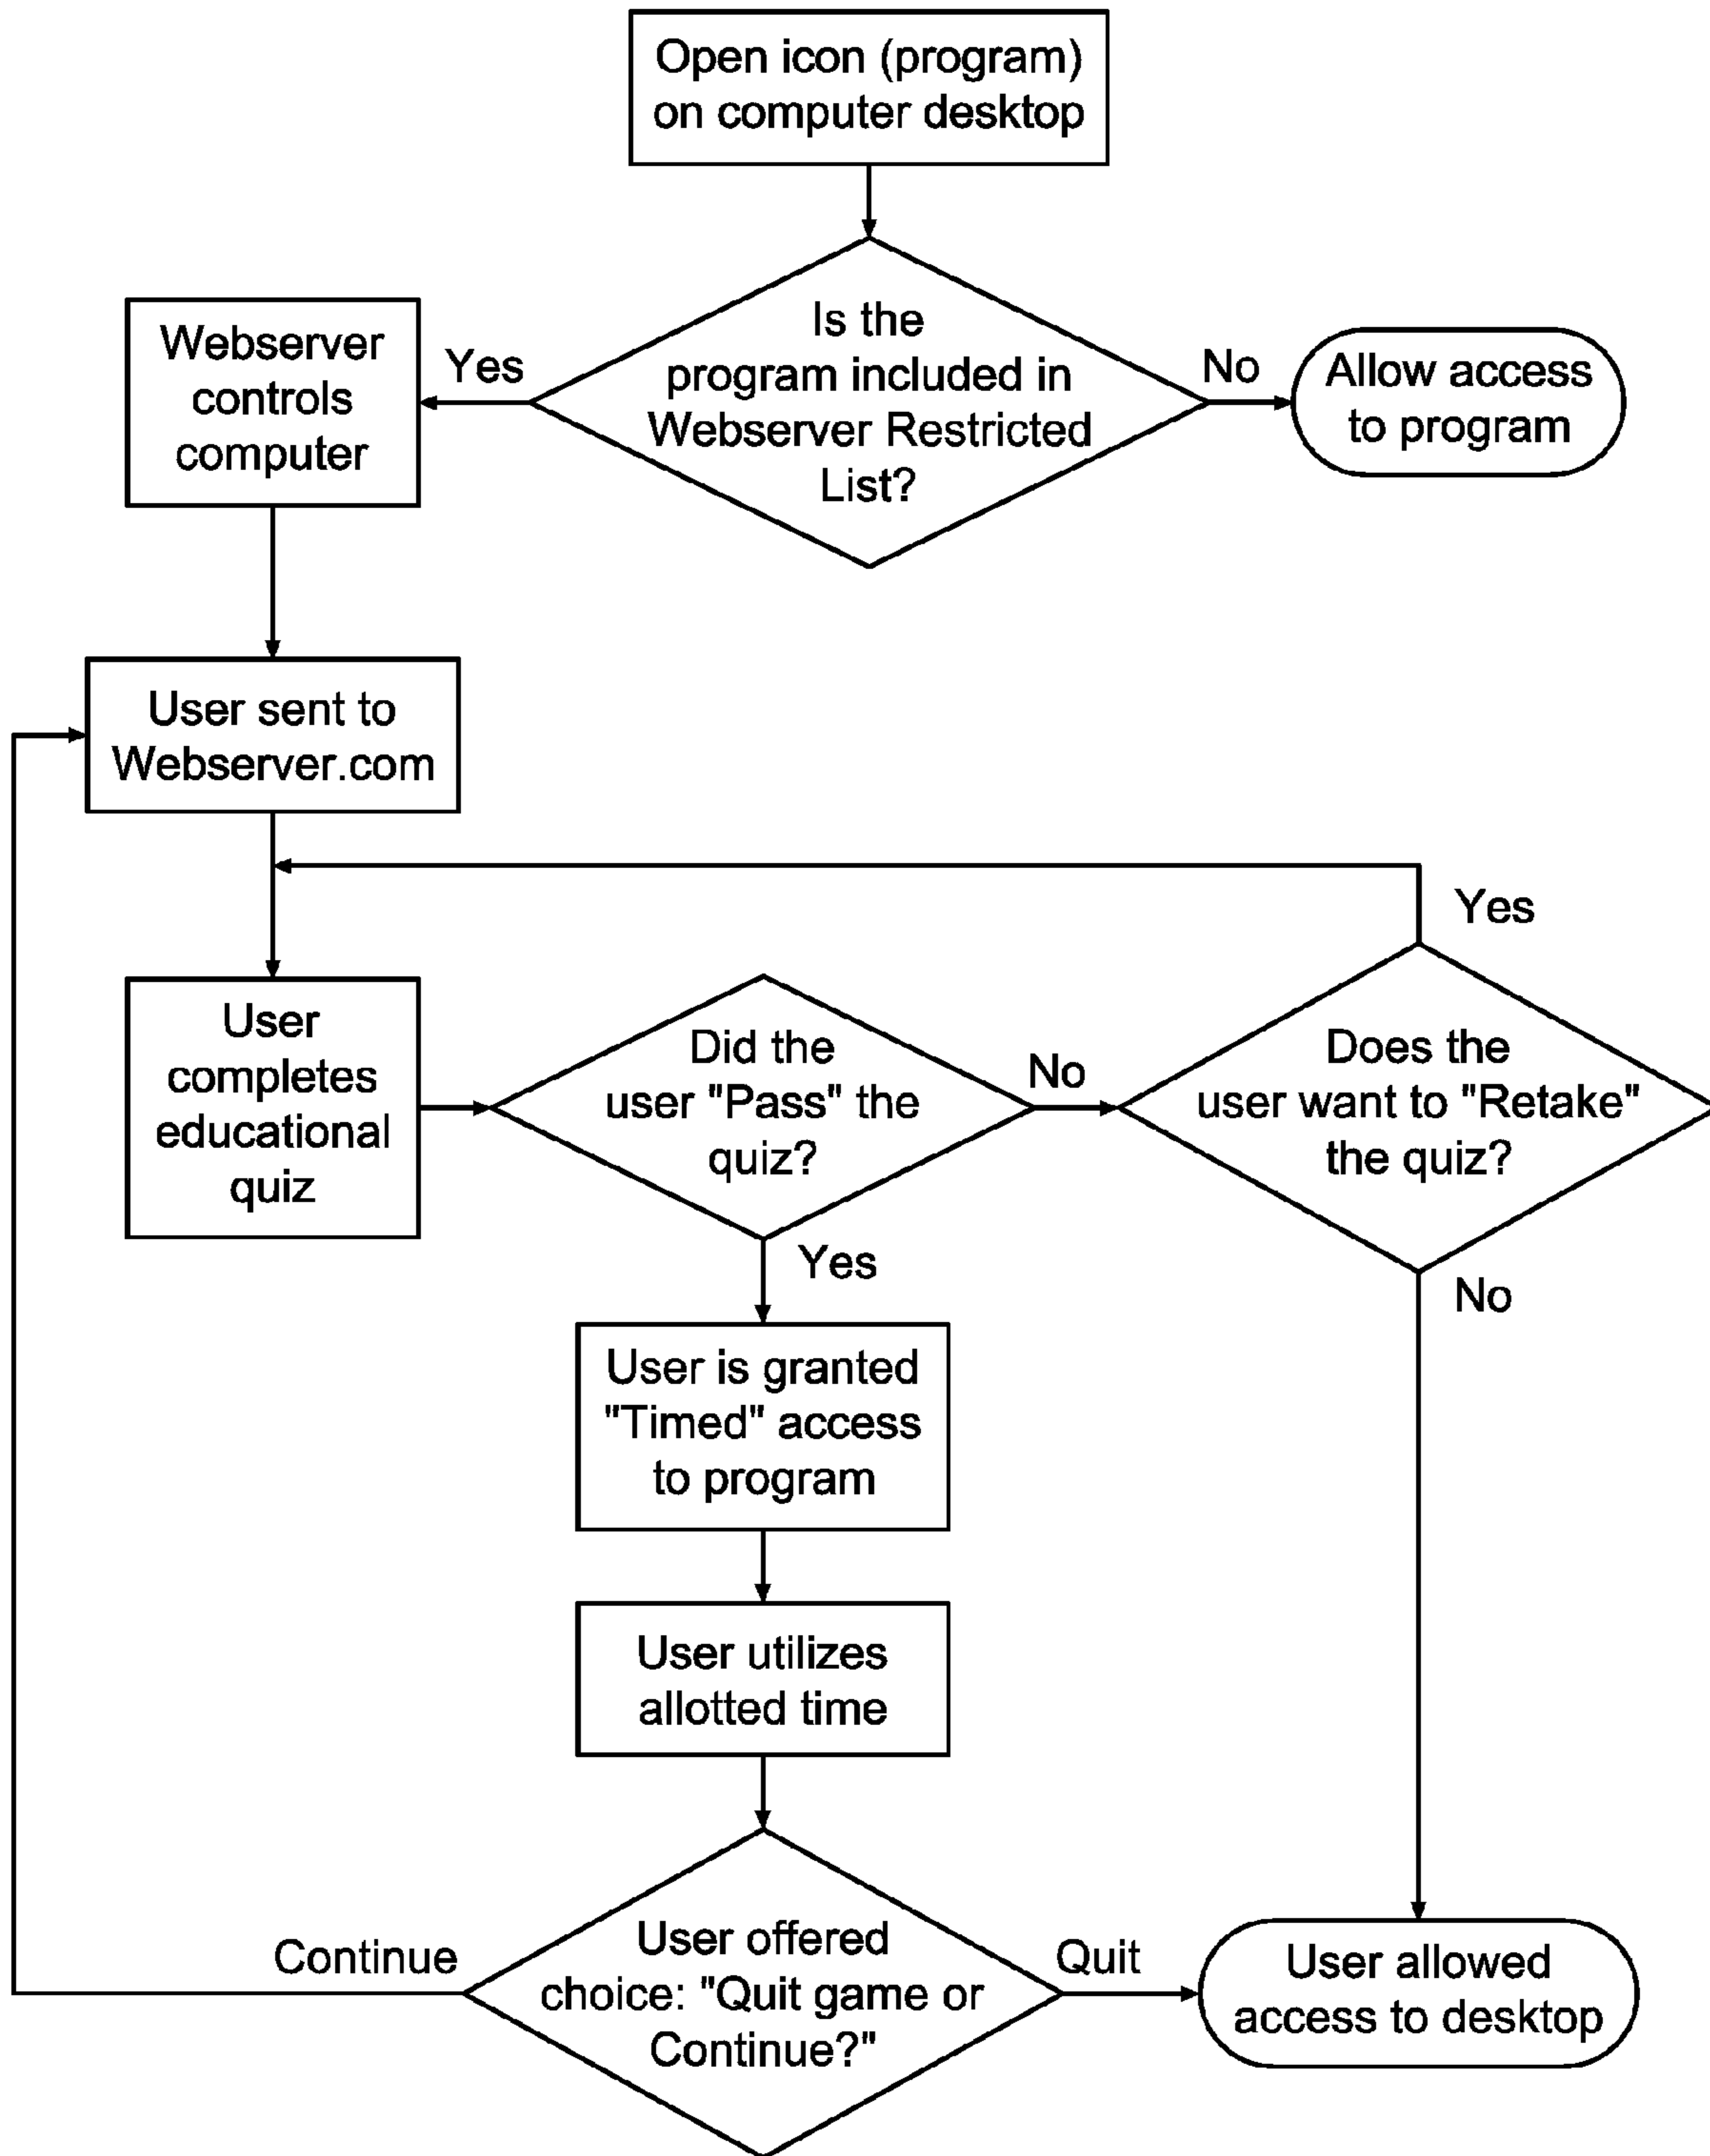 Open icon (program)
on computer desktop
Is the
program included in
Webserver Restricted
List?
Yes
No
Webserver
controls
computer
Allow access
to program
User sent to
Webserver.com
User
completes
educational
quiz
Did the
user "Pass" the
quiz?
No
Yes
Does the
user want to "Retake"
the quiz?
Yes
No
User is granted
"Timed" access
to program
User utilizes
allotted time
User offered
choice: "Quit game or
Continue?"
Continue
Quit
User allowed
access to desktop